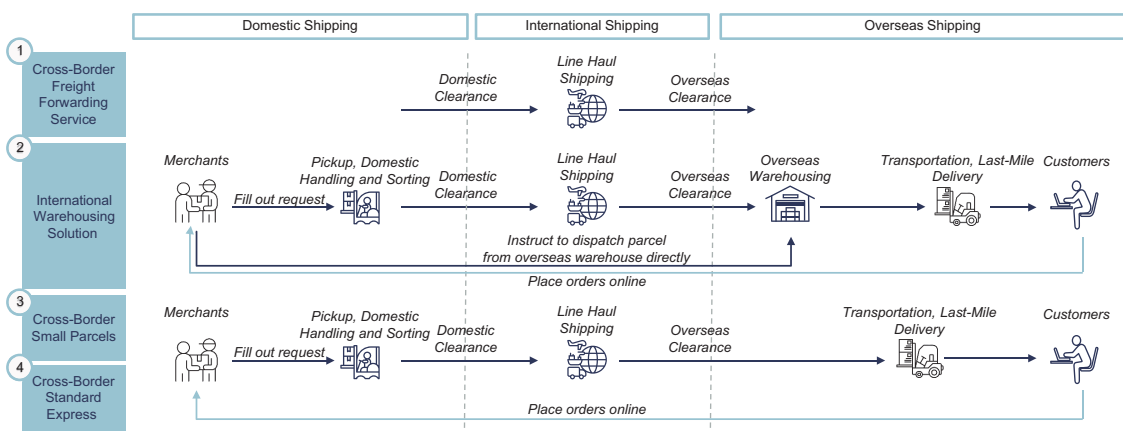 Domestic Shipping
International Shipping
Overseas Shipping
1
Cross-Border
Freight
Forwarding
Service
Domestic
Clearance
Line Haul
Shipping
Overseas
Clearance
2
International
Warehousing
Solution
Merchants
Fill out request
Pickup, Domestic
Handling and Sorting
Domestic
Clearance
Line Haul
Shipping
Overseas
Clearance
Overseas
Warehousing
Transportation, Last-Mile
Delivery
Customers
Instruct to dispatch parcel
from overseas warehouse directly
Place orders online
3
Cross-Border
Small Parcels
4
Cross-Border
Standard
Express
Merchants
Fill out request
Pickup, Domestic
Handling and Sorting
Domestic
Clearance
Line Haul
Shipping
Overseas
Clearance
Transportation, Last-Mile
Delivery
Customers
Place orders online